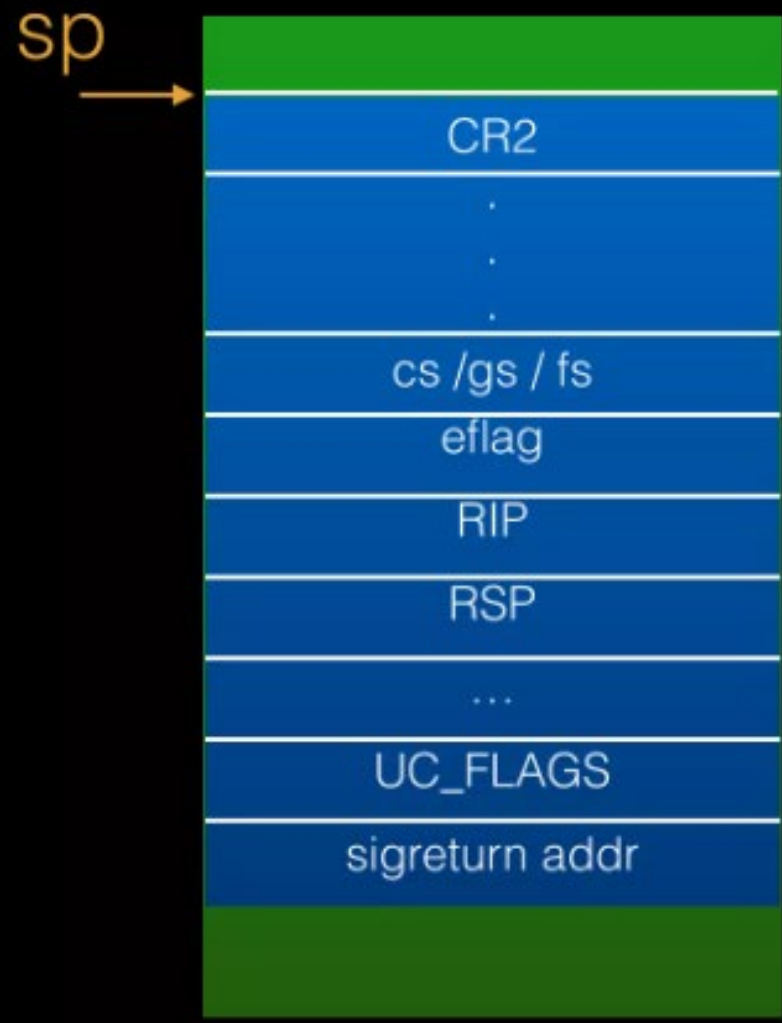 sp
CR2
.
.
.
cs /gs / fs
eflag
RIP
RSP
...
UC_FLAGS
sigreturn addr